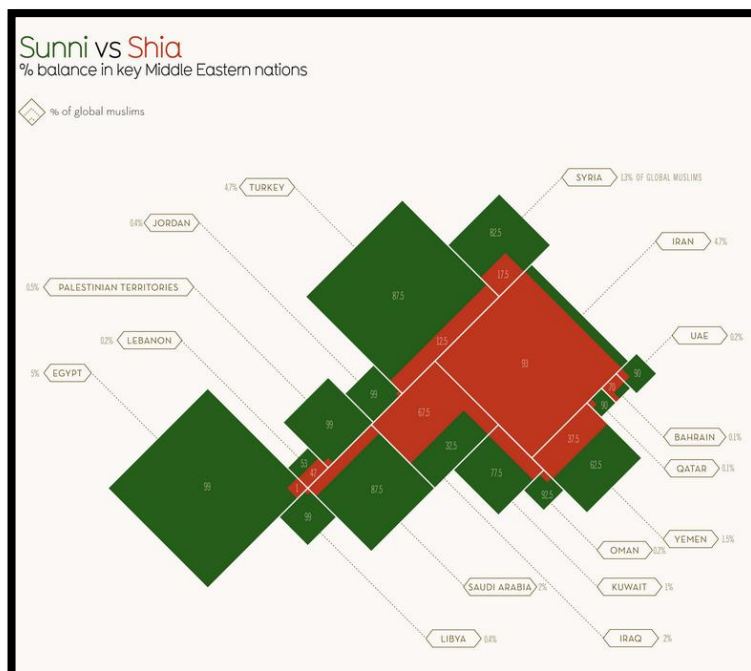 Sunni vs Shia
% balance in key Middle Eastern nations
% of global muslims
SYRIA 1.3% OF GLOBAL MUSLIMS
4.7% TURKEY
0.4% JORDAN
IRAN 4.7%
82.5
17.5
0.5% PALESTINIAN TERRITORIES
87.5
0.2% LEBANON
12.5
UAE 0.2%
5% EGYPT
93
99
90
70
90
99
67.5
BAHRAIN 0.1%
37.5
32.5
QATAR 0.1%
53
47
62.5
77.5
99
1
87.5
92.5
99
YEMEN 1.5%
OMAN 0.2%
SAUDI ARABIA 2%
KUWAIT 1%
LIBYA 0.4%
IRAQ 2%